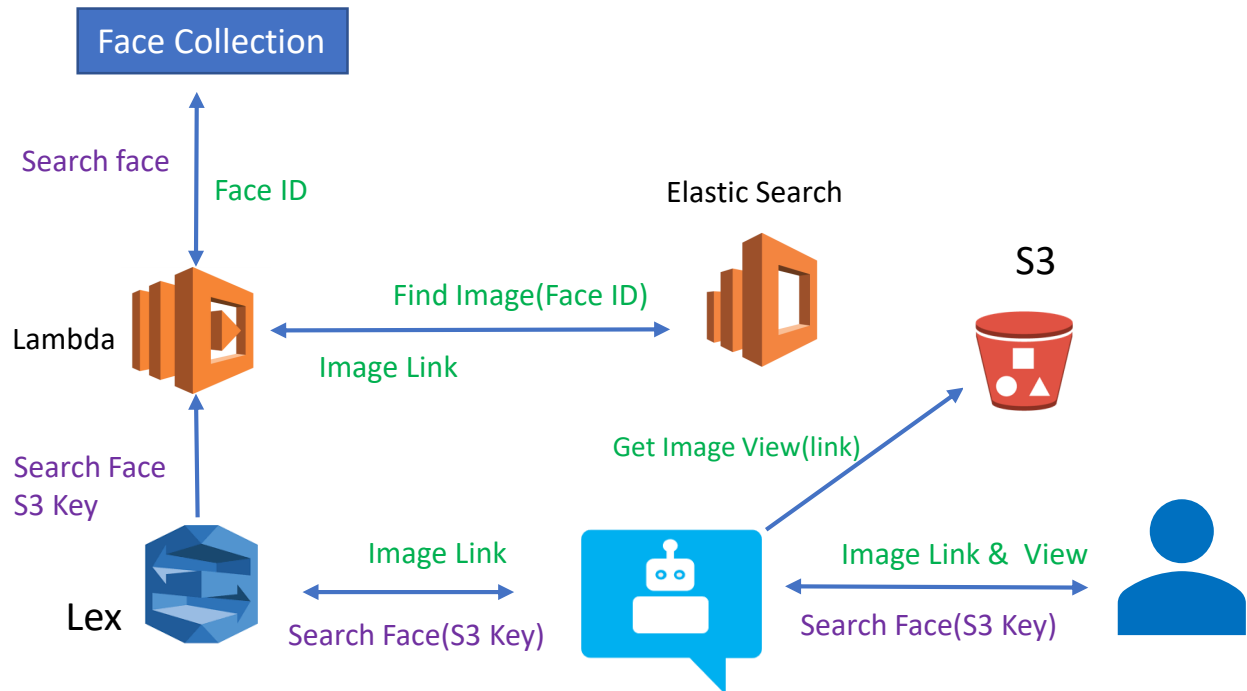 Face Collection
Search face
Face ID
Elastic Search
S3
Find Image(Face ID)
Lambda
Image Link
Get Image View(link)
Search Face
S3 Key
Image Link
Image Link &  View
Lex
Search Face(S3 Key)
Search Face(S3 Key)